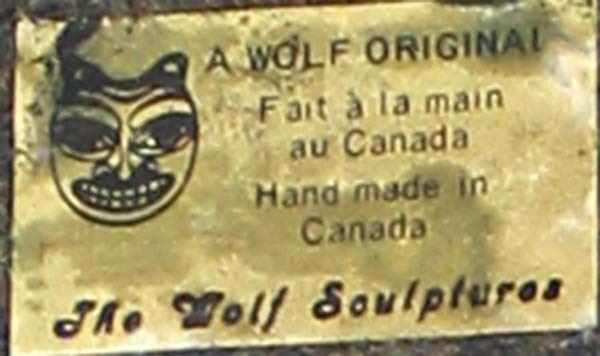 A WOLF ORIGINAL
Fait à la main
au Canada
Hand made in
Canada
The Wolf Sculptures